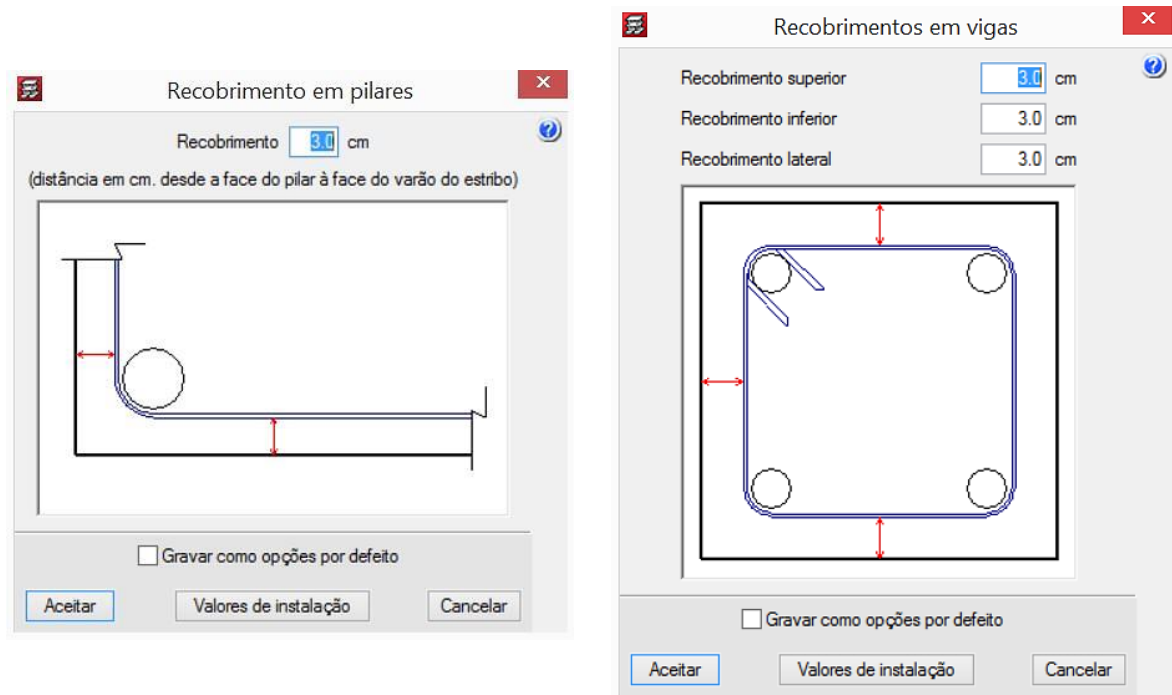 Recobrimento em pilares
Recobrimento 3.0 cm
(distância em cm. desde a face do pilar à face do varão do estribo)
Gravar como opções por defeito
Aceitar Valores de instalação Cancelar
Recobrimentos em vigas
Recobrimento superior 3.0 cm
Recobrimento inferior 3.0 cm
Recobrimento lateral 3.0 cm
Gravar como opções por defeito
Aceitar Valores de instalação Cancelar